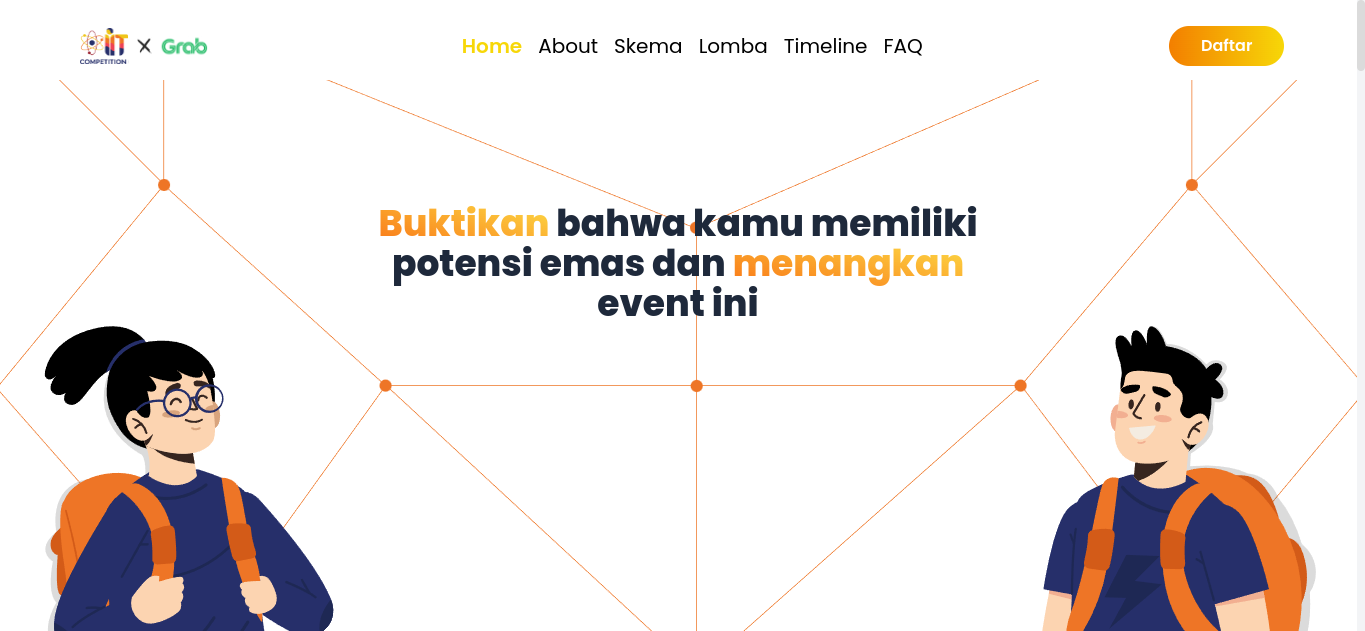 IIT
COMPETITION
X
Grab
Home About Skema Lomba Timeline FAQ
Daftar
Buktikan bahwa kamu memiliki
potensi emas dan menangkan
event ini